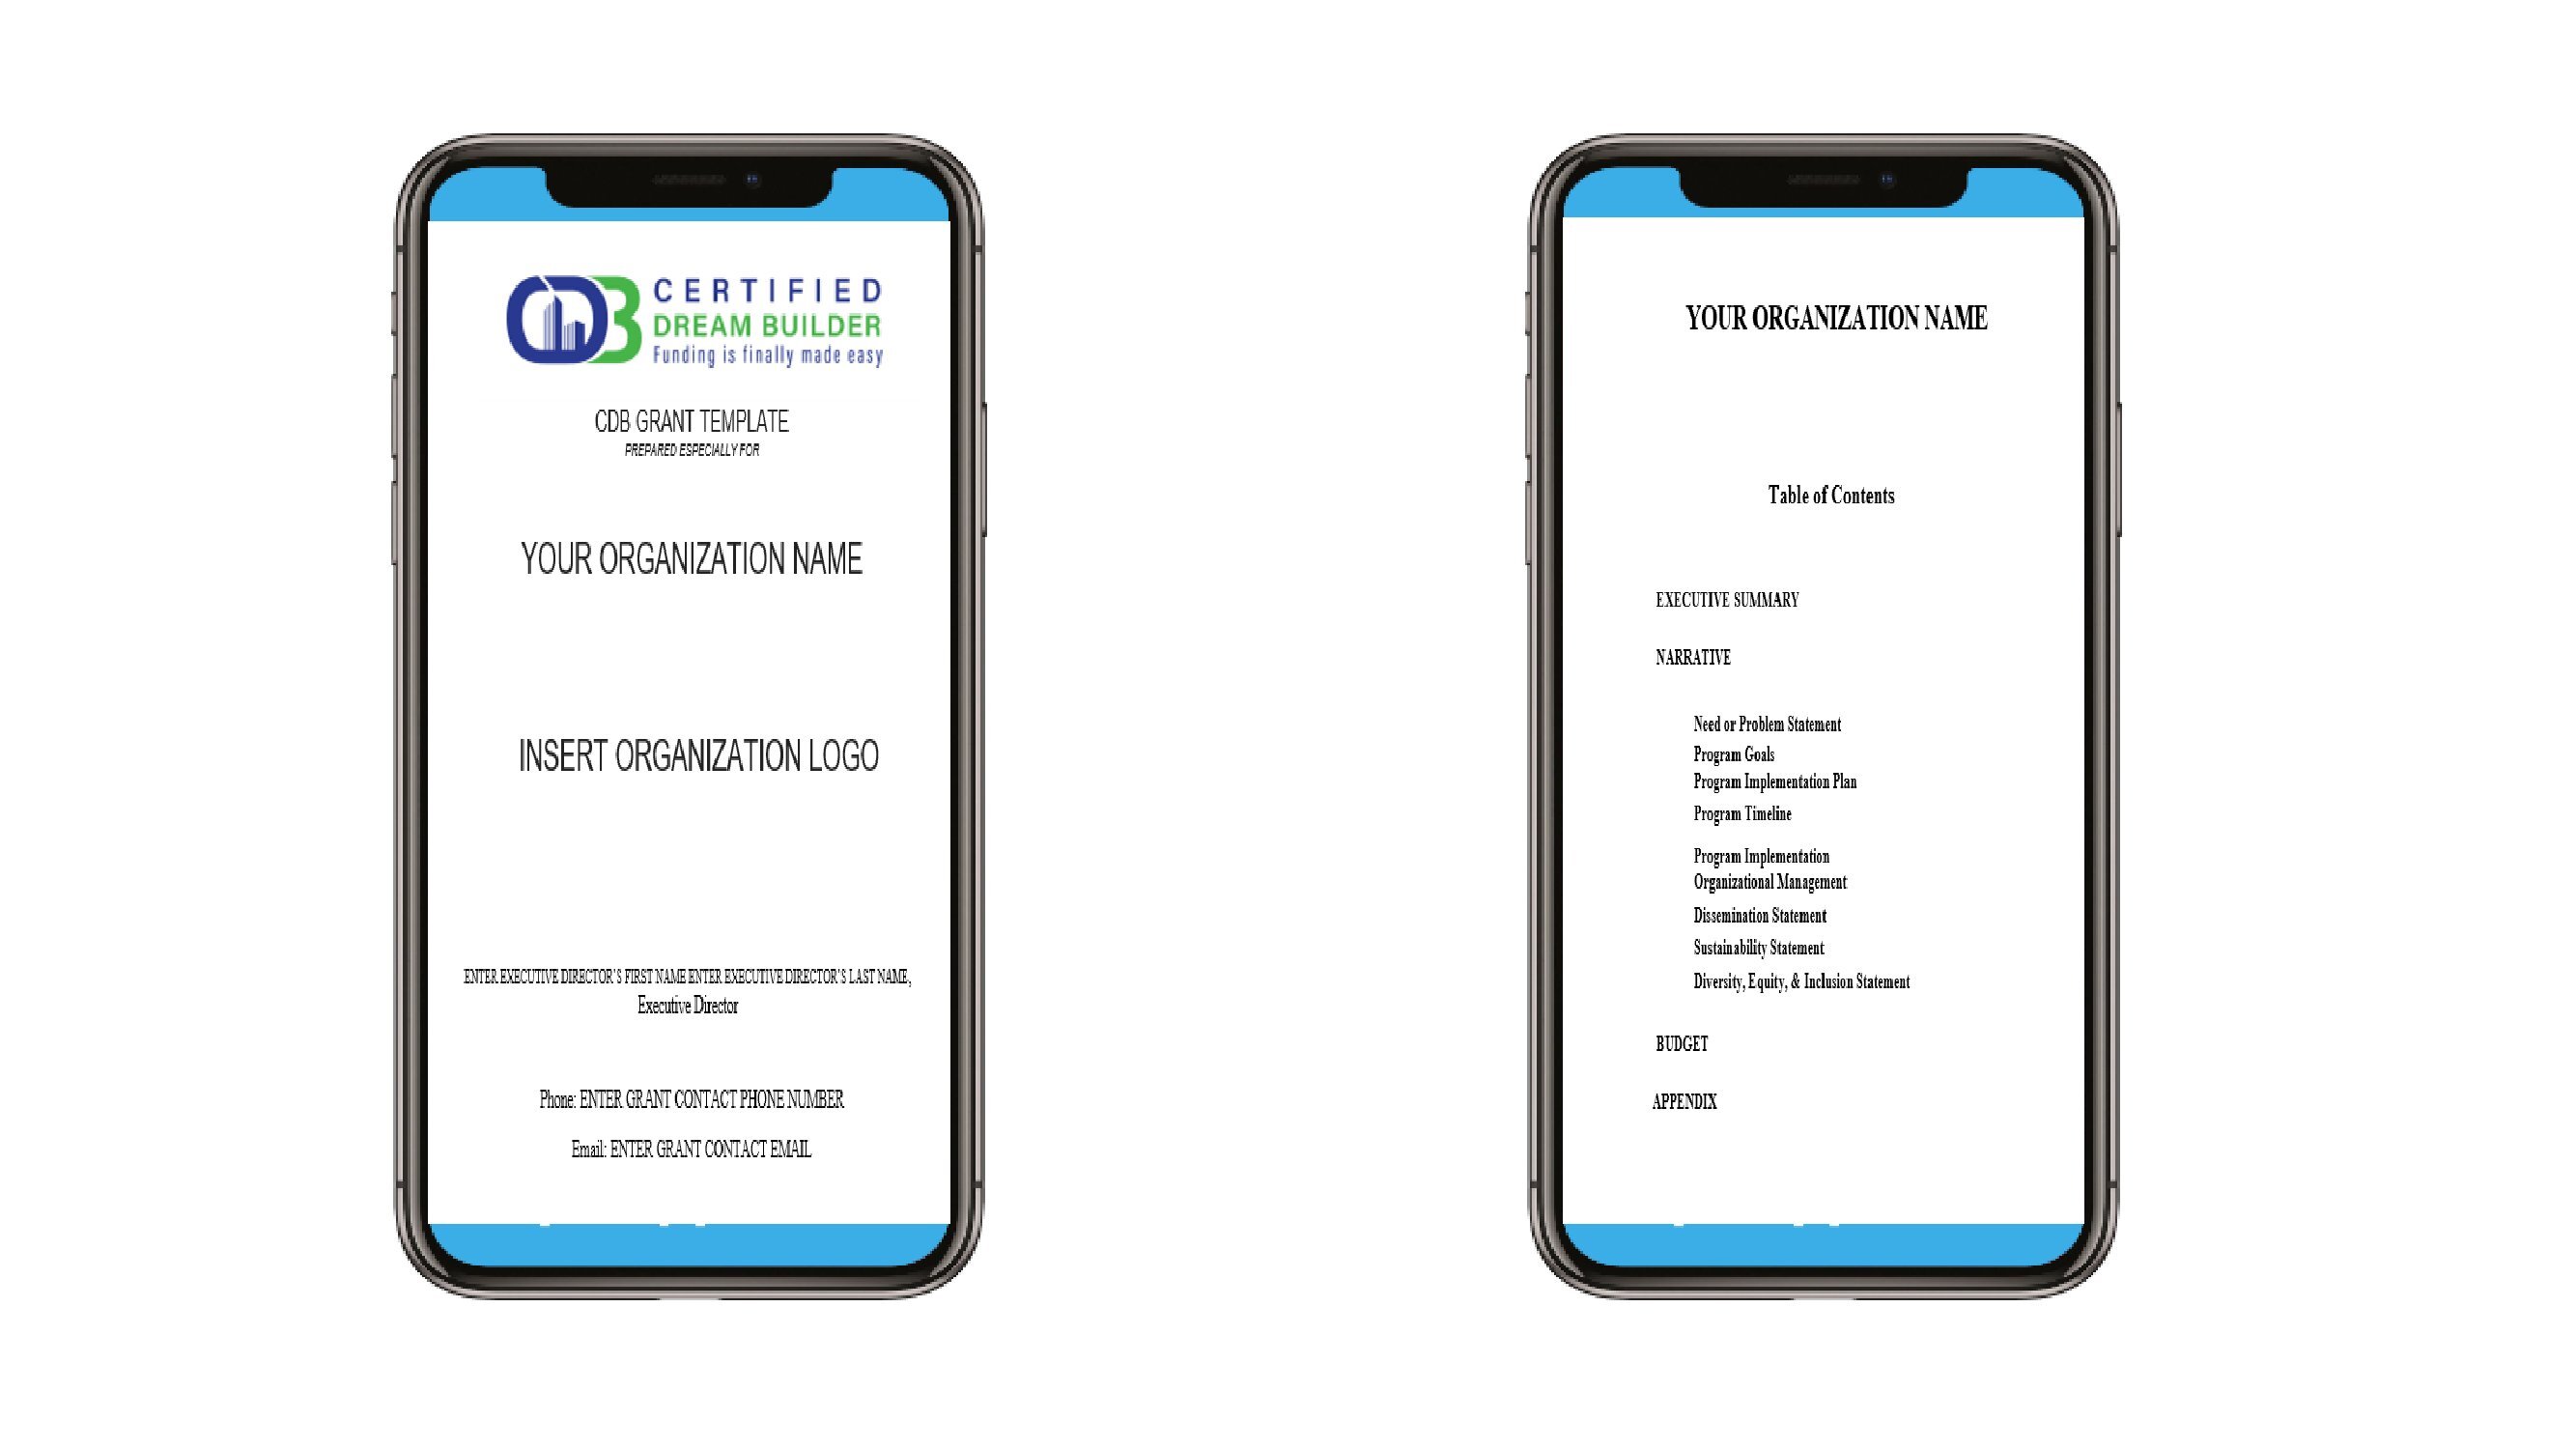 CDB CERTIFIED
DREAM BUILDER
Funding is finally made easy
CDB GRANT TEMPLATE
PREPARED ESPECIALLY FOR
YOUR ORGANIZATION NAME
INSERT ORGANIZATION LOGO
ENTER EXECUTIVE DIRECTOR'S FIRST NAME ENTER EXECUTIVE DIRECTOR'S LAST NAME,
Executive Director
Phone: ENTER GRANT CONTACT PHONE NUMBER
Email: ENTER GRANT CONTACT EMAIL
YOUR ORGANIZATION NAME
Table of Contents
EXECUTIVE SUMMARY
NARRATIVE
Need or Problem Statement
Program Goals
Program Implementation Plan
Program Timeline
Program Implementation
Organizational Management
Dissemination Statement
Sustainability Statement
Diversity, Equity, & Inclusion Statement
BUDGET
APPENDIX